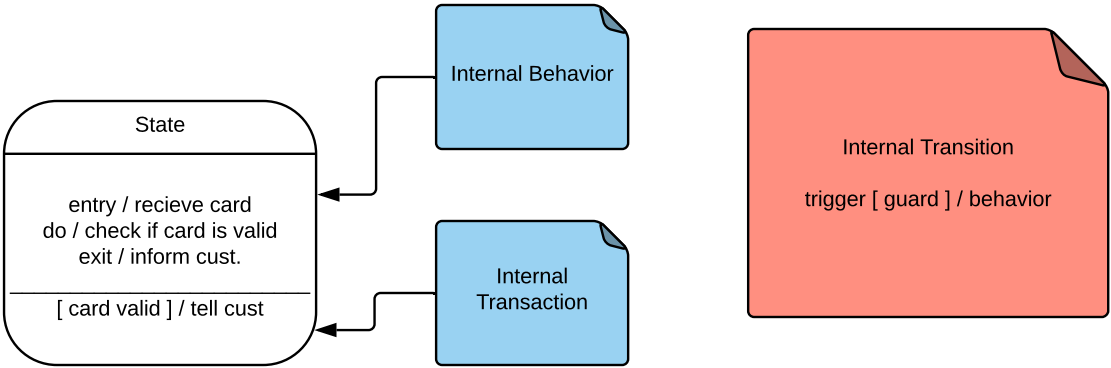 State
entry / recieve card
do / check if card is valid
exit / inform cust.
[ card valid ] / tell cust
Internal Behavior
Internal
Transaction
Internal Transition
trigger [ guard ] / behavior